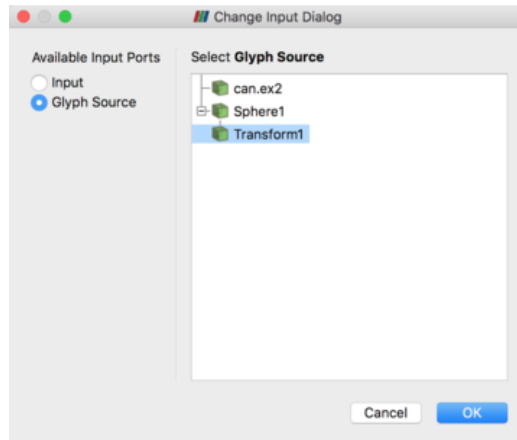 Change Input Dialog
Available Input Ports
Input
Glyph Source
Select Glyph Source
can.ex2
Sphere1
Transform1
Cancel
OK